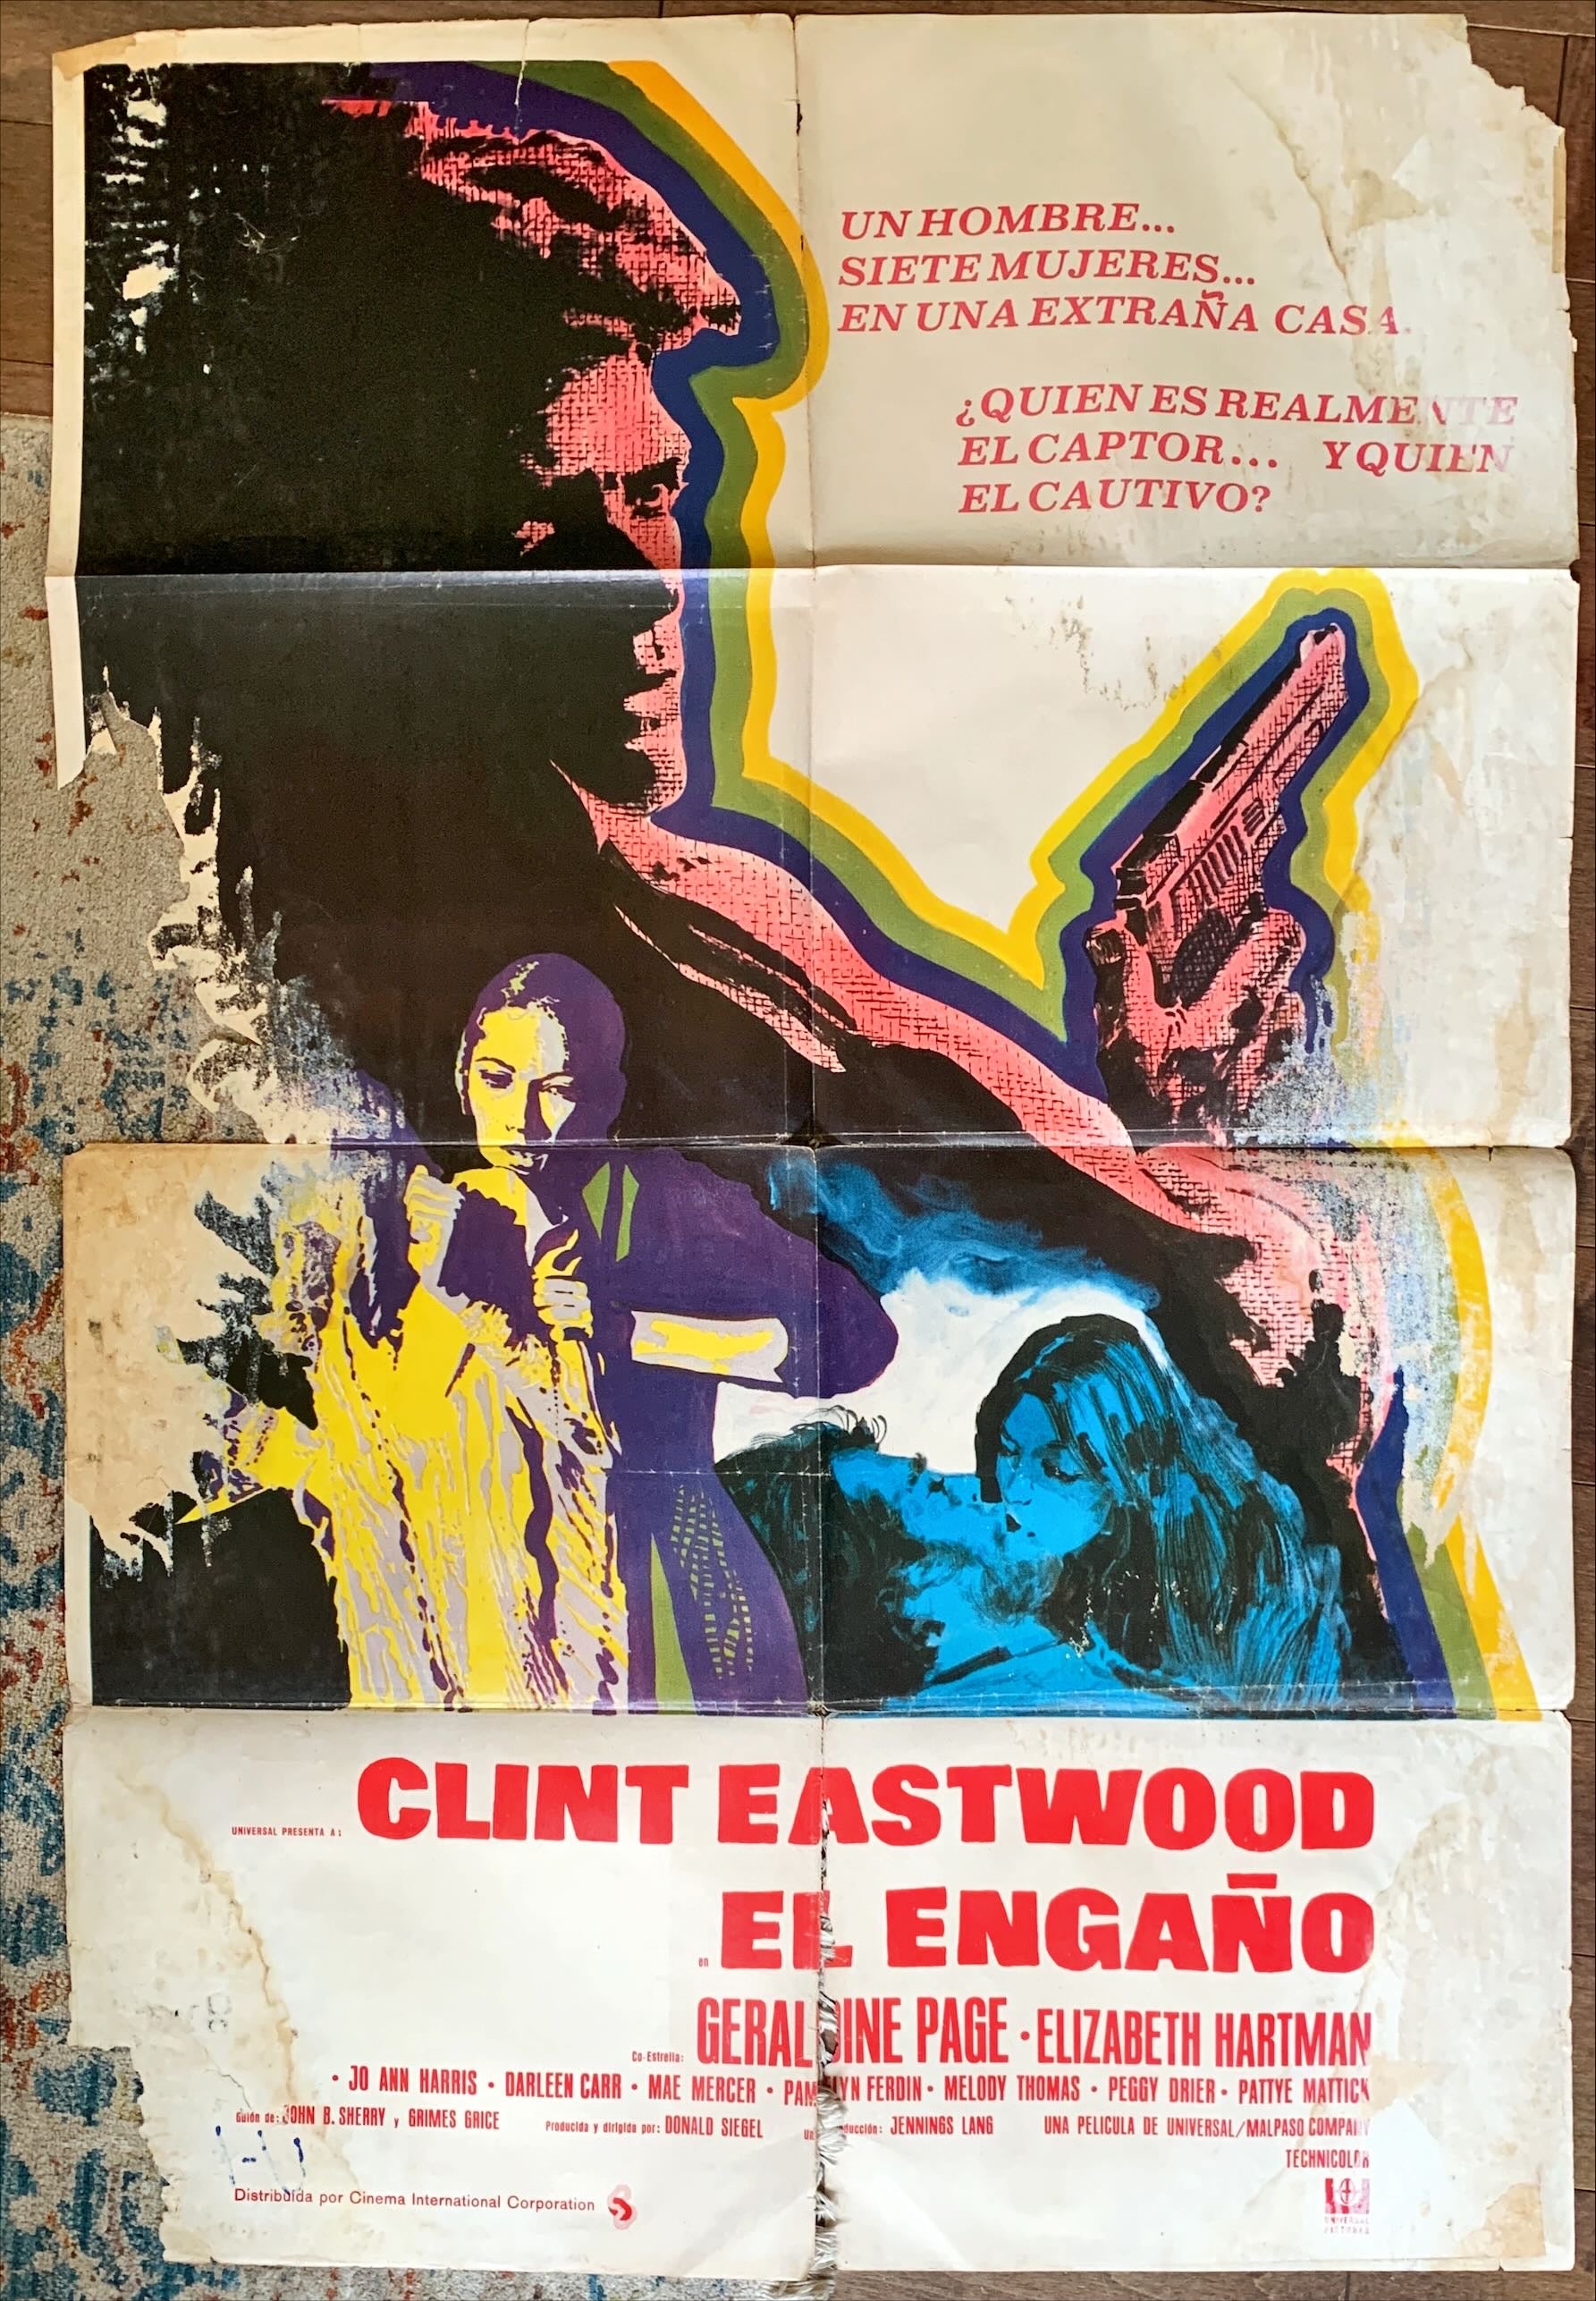 UN HOMBRE...
SIETE MUJERES...
EN UNA EXTRAÑA CASA.
¿QUIEN ES REALMENTE
EL CAPTOR... Y QUIEN
EL CAUTIVO?
UNIVERSAL PRESENTA A: CLINT EASTWOOD
en EL ENGAÑO
Co-Estrella: GERALDINE PAGE · ELIZABETH HARTMAN
· JO ANN HARRIS · DARLEEN CARR · MAE MERCER · PAMELYN FERDIN · MELODY THOMAS · PEGGY DRIER · PATTYE MATTICK
Guión de: JOHN B. SHERRY y GRIMES GRICE Producida y dirigida por: DONALD SIEGEL JENNINGS LANG UNA PELICULA DE UNIVERSAL/MALPASO COMPANY
TECHNICOLOR
Distribuída por Cinema International Corporation
UNIVERSAL